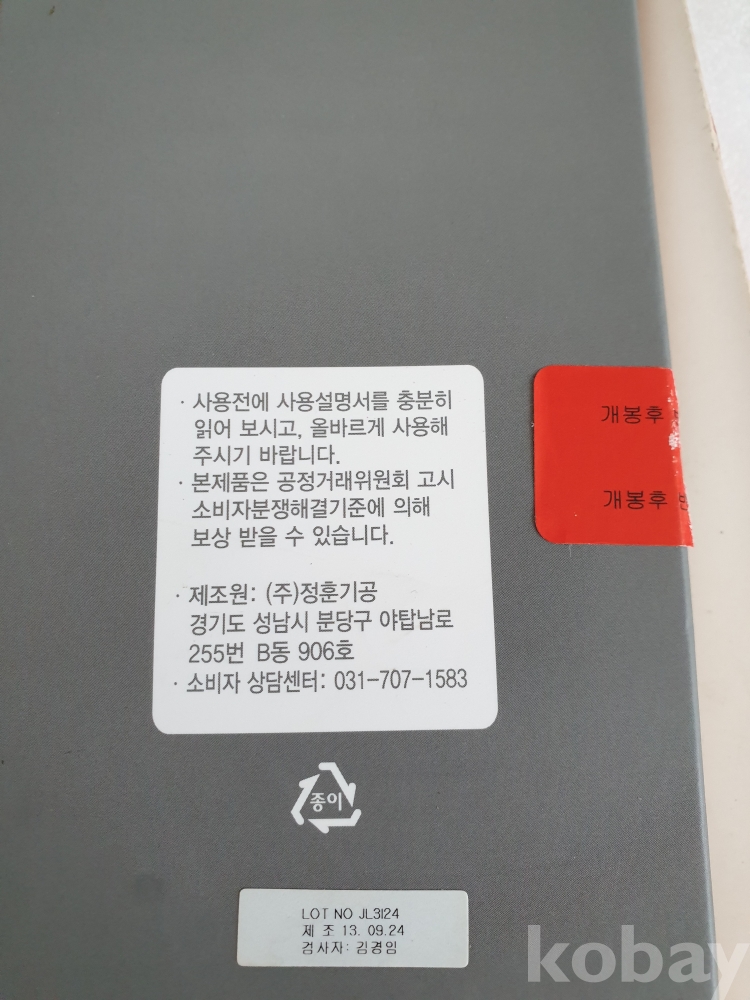 · 사용전에 사용설명서를 충분히
읽어 보시고, 올바르게 사용해
주시기 바랍니다.
· 본제품은 공정거래위원회 고시
소비자분쟁해결기준에 의해
보상 받을 수 있습니다.
· 제조원: (주)정훈기공
경기도 성남시 분당구 야탑남로
255번 B동 906호
· 소비자 상담센터: 031-707-1583
개봉후
개봉후
종이
LOT NO JL3124
제 조 13. 09.24
검사자: 김경임
kobay